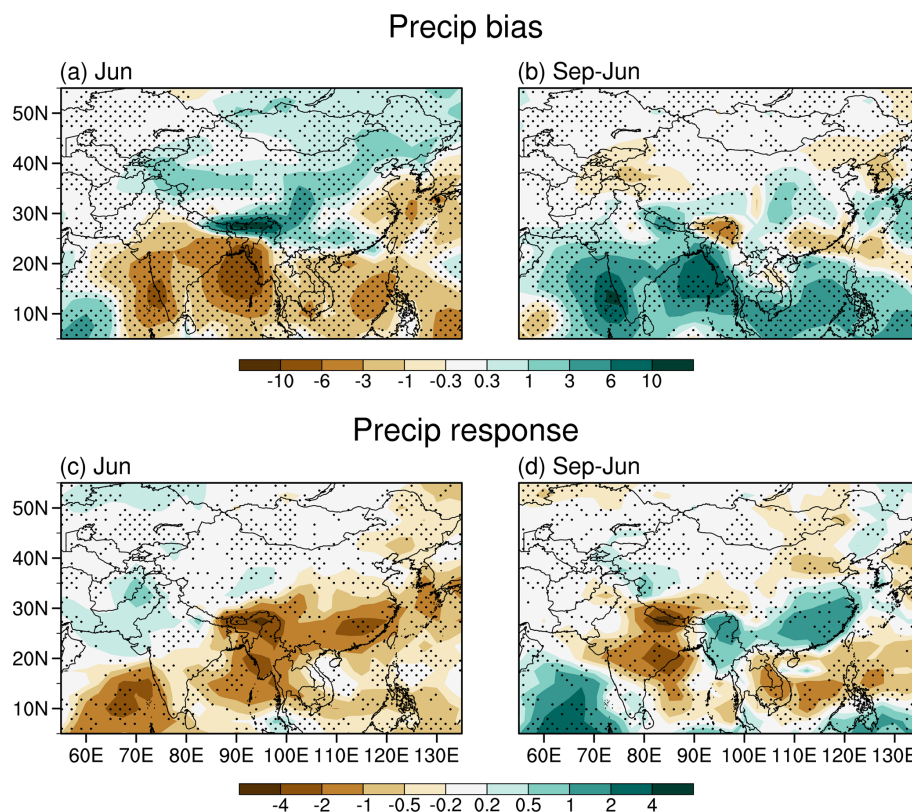 Precip bias
(a) Jun
(b) Sep-Jun
50N
40N
30N
20N
10N
-10 -6 -3 -1 -0.3 0.3 1 3 6 10
Precip response
(c) Jun
(d) Sep-Jun
50N
40N
30N
20N
10N
60E 70E 80E 90E 100E 110E 120E 130E 60E 70E 80E 90E 100E 110E 120E 130E
-4 -2 -1 -0.5 -0.2 0.2 0.5 1 2 4